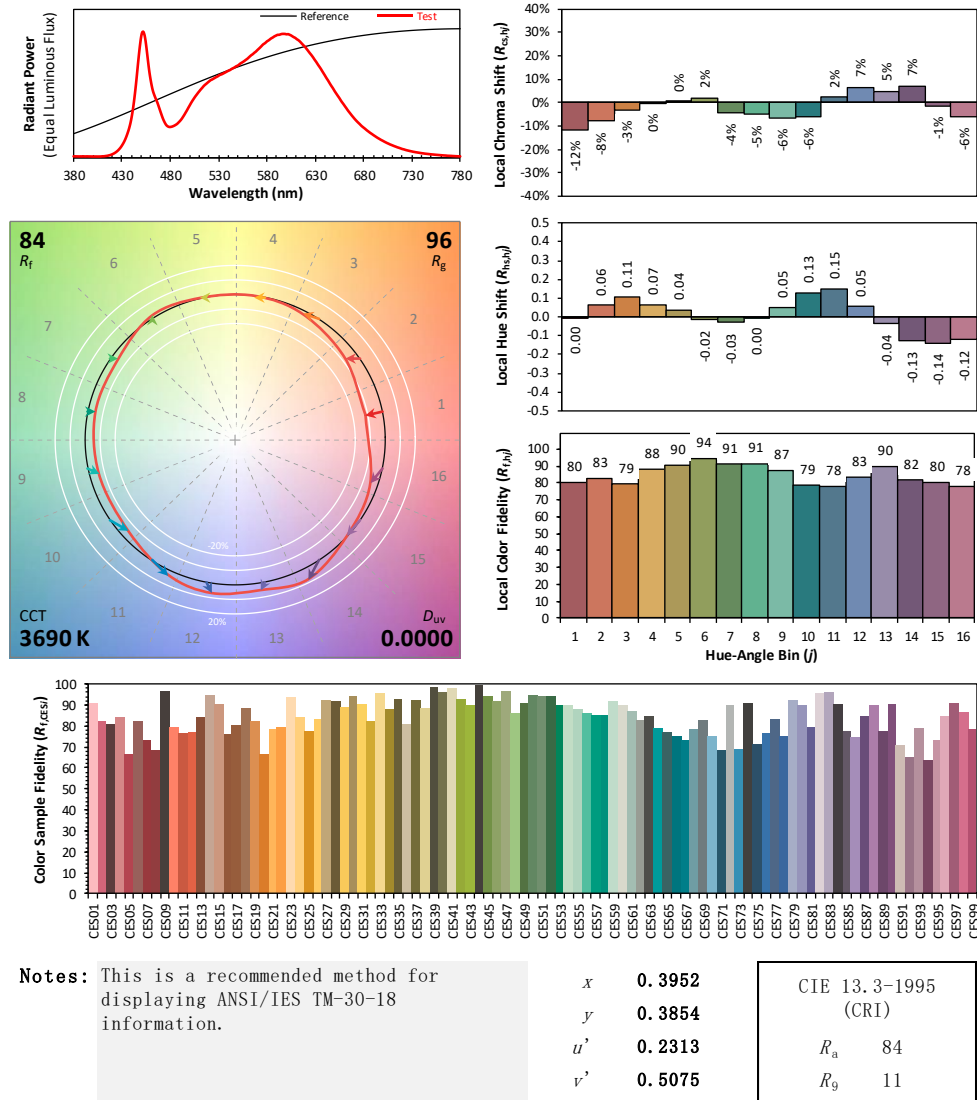 Reference Test
Radiant Power
(Equal Luminous Flux)
380 430 480 530 580 630 680 730 780
Wavelength (nm)
Local Chroma Shift (Rcs,hj)
40%
30%
20%
10%
0%
-10%
-20%
-30%
-40%
-12% -8% -3% 0% 0% 2% -4% -5% -6% -6% 2% 7% 5% 7% -1% -6%
84
Rf
96
Rg
1 2 3 4 5 6 7 8 9 10 11 12 13 14 15 16
-20%
20%
CCT
3690 K
Duv
0.0000
Local Hue Shift (Rhs,hj)
0.5
0.4
0.3
0.2
0.1
0.0
-0.1
-0.2
-0.3
-0.4
-0.5
0.00 0.06 0.11 0.07 0.04 -0.02 -0.03 0.00 0.05 0.13 0.15 0.05 -0.04 -0.13 -0.14 -0.12
Local Color Fidelity (Rf,hj)
100
90
80
70
60
50
40
30
20
10
0
80 83 79 88 90 94 91 91 87 79 78 83 90 82 80 78
1 2 3 4 5 6 7 8 9 10 11 12 13 14 15 16
Hue-Angle Bin (j)
Color Sample Fidelity (Rf,CESi)
100
90
80
70
60
50
40
30
20
10
0
CES01 CES03 CES05 CES07 CES09 CES11 CES13 CES15 CES17 CES19 CES21 CES23 CES25 CES27 CES29 CES31 CES33 CES35 CES37 CES39 CES41 CES43 CES45 CES47 CES49 CES51 CES53 CES55 CES57 CES59 CES61 CES63 CES65 CES67 CES69 CES71 CES73 CES75 CES77 CES79 CES81 CES83 CES85 CES87 CES89 CES91 CES93 CES95 CES97 CES99
Notes: This is a recommended method for
displaying ANSI/IES TM-30-18
information.
x 0.3952
y 0.3854
u' 0.2313
v' 0.5075
CIE 13.3-1995
(CRI)
Ra 84
R9 11